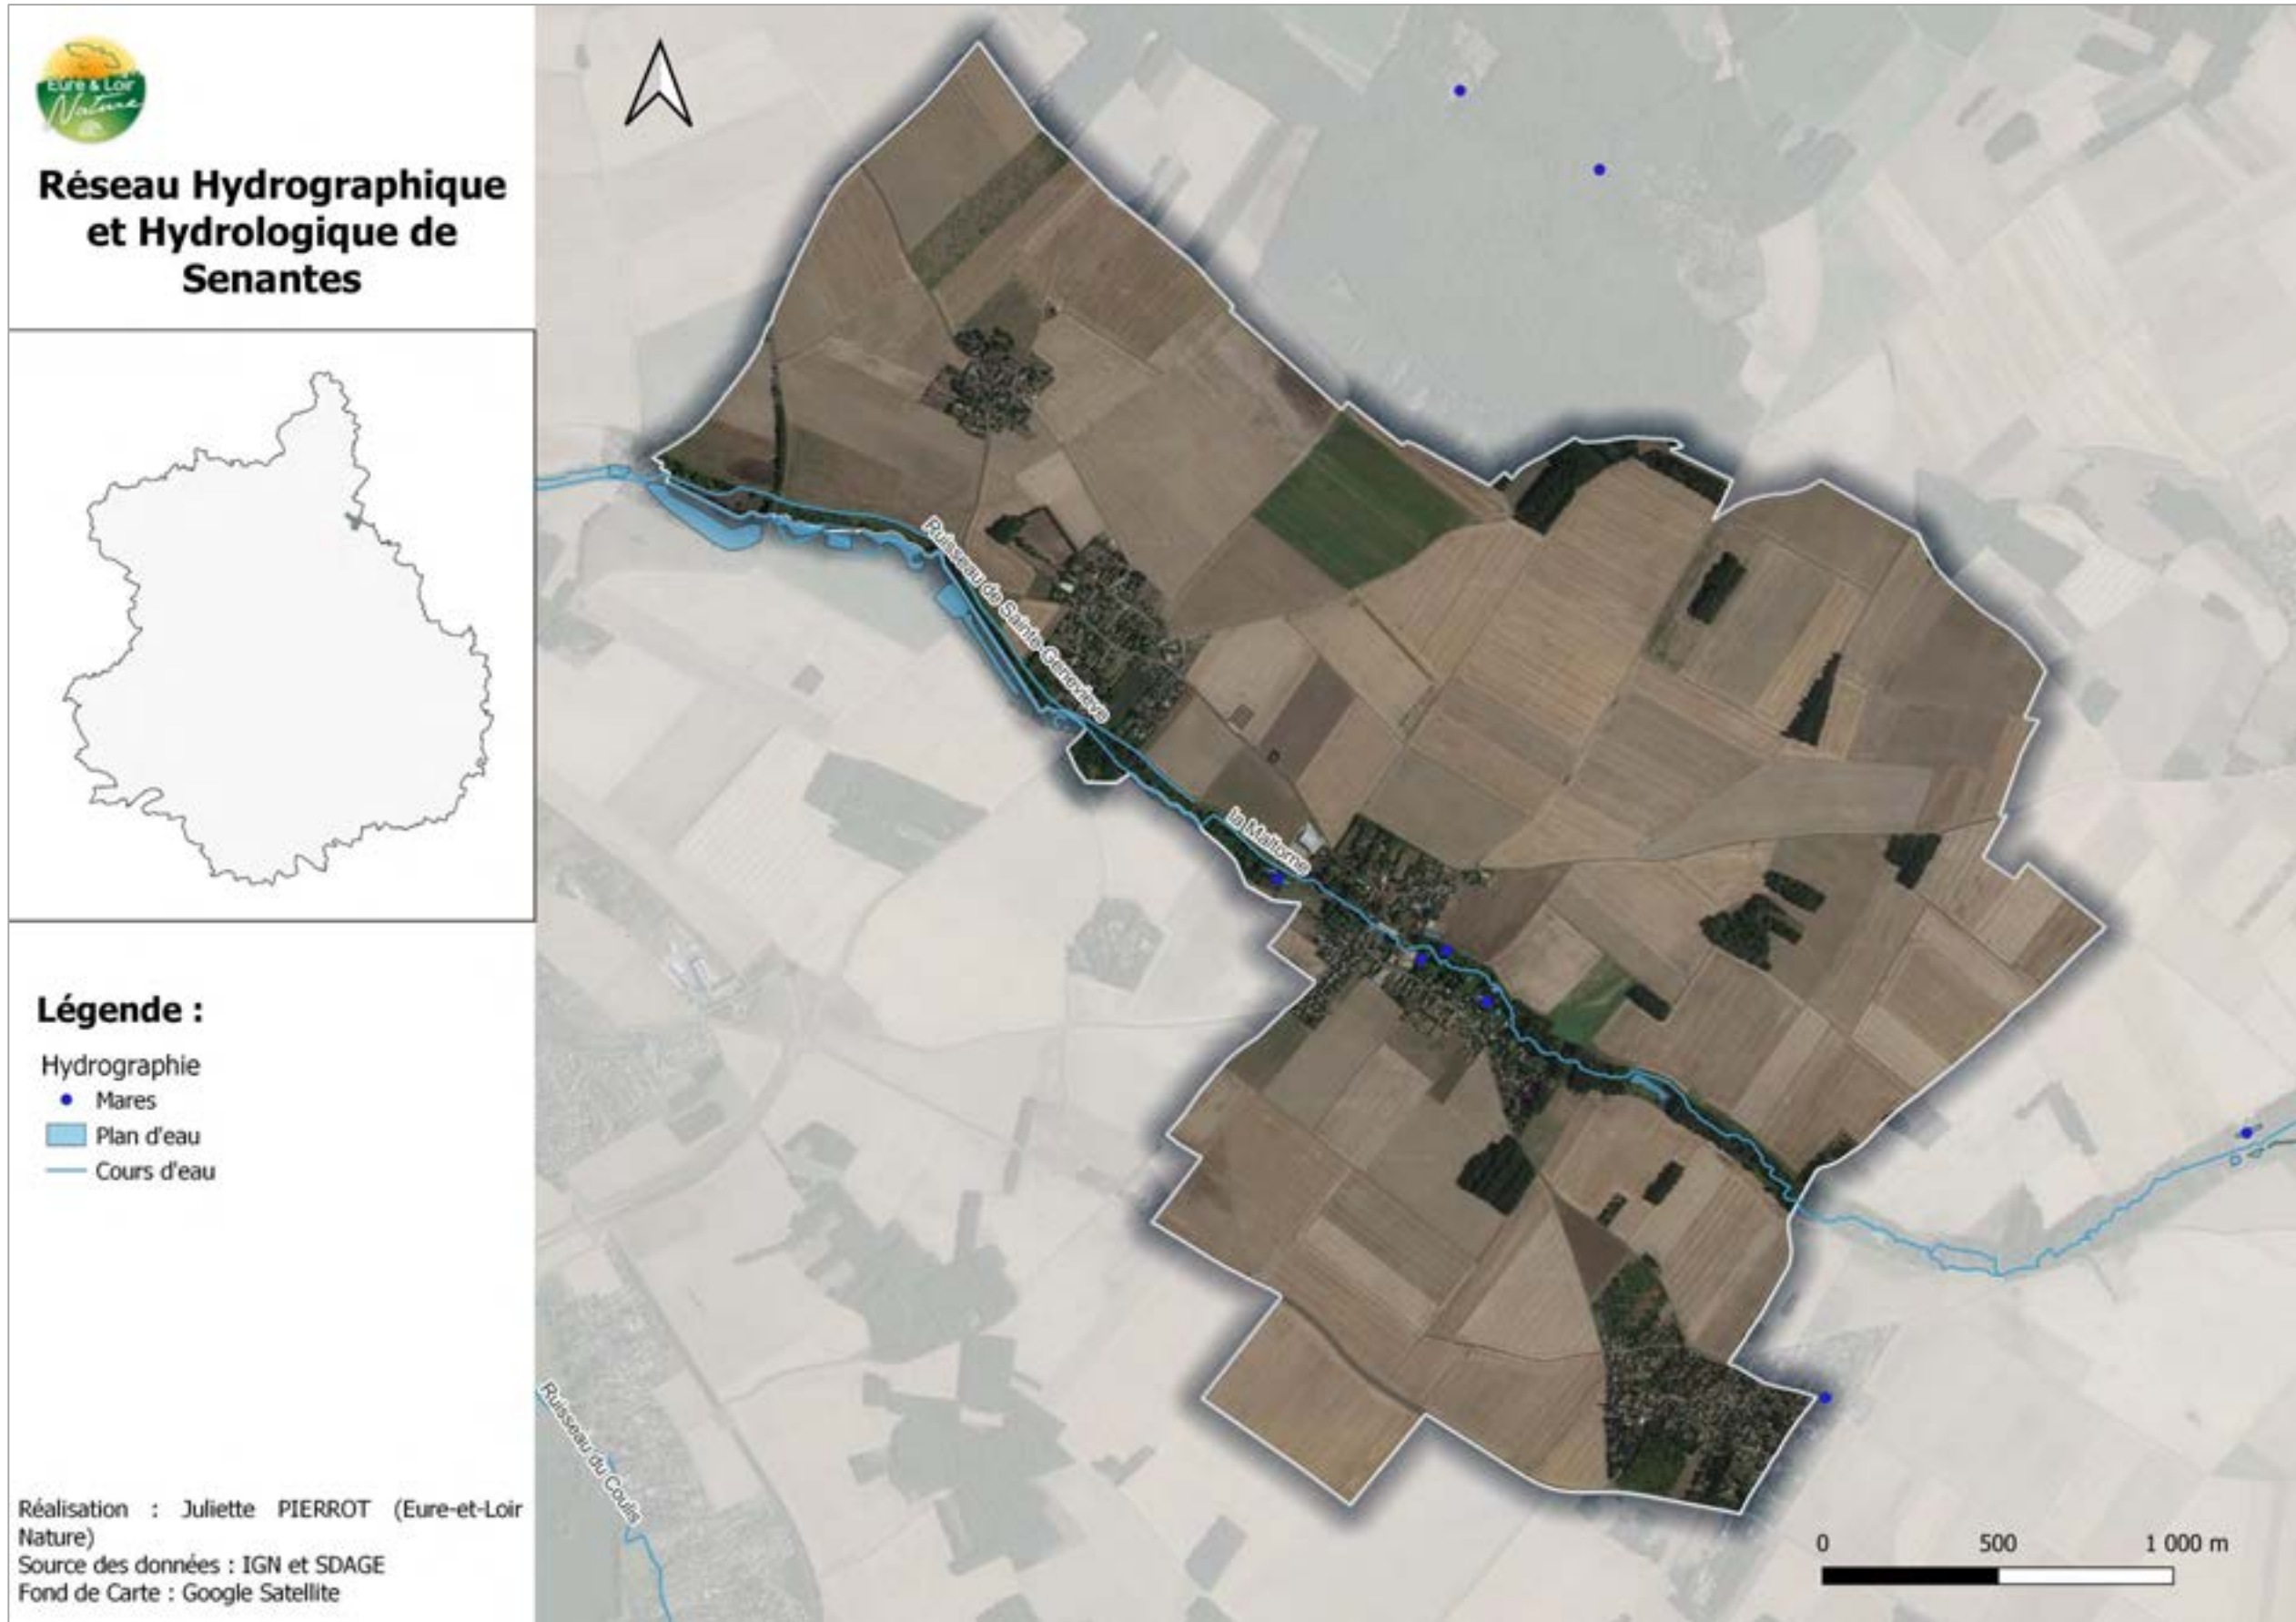 Eure & Loir
Nature
Réseau Hydrographique
et Hydrologique de
Senantes
Ruisseau de Sainte-Geneviève
la Maltorne
Ruisseau du Coulis
Légende :
Hydrographie
Mares
Plan d'eau
Cours d'eau
Réalisation : Juliette PIERROT (Eure-et-Loir
Nature)
Source des données : IGN et SDAGE
Fond de Carte : Google Satellite
0 500 1 000 m